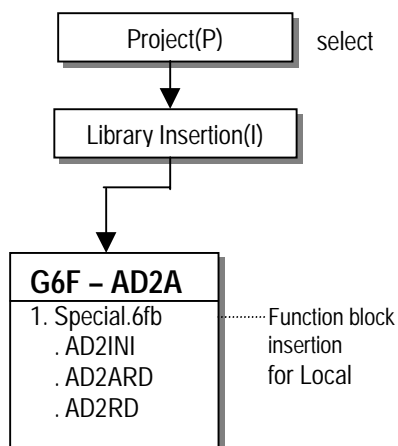 Project(P)
select
Library Insertion(I)
G6F – AD2A
1. Special.6fb
. AD2INI
. AD2ARD
. AD2RD
Function block
insertion
for Local